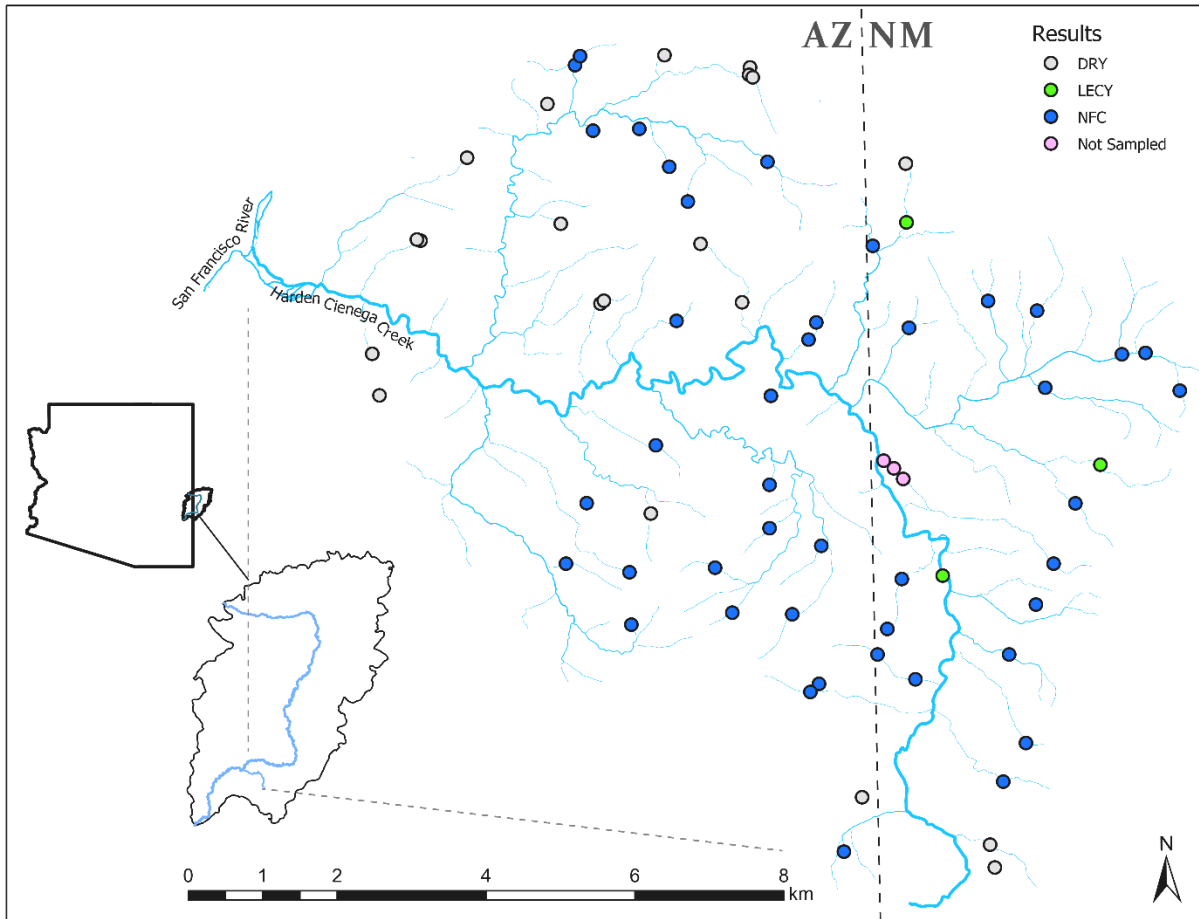 AZ NM
Results
DRY
LECY
NFC
Not Sampled
San Francisco River
Harden Cienega Creek
N
0 1 2 4 6 8
km